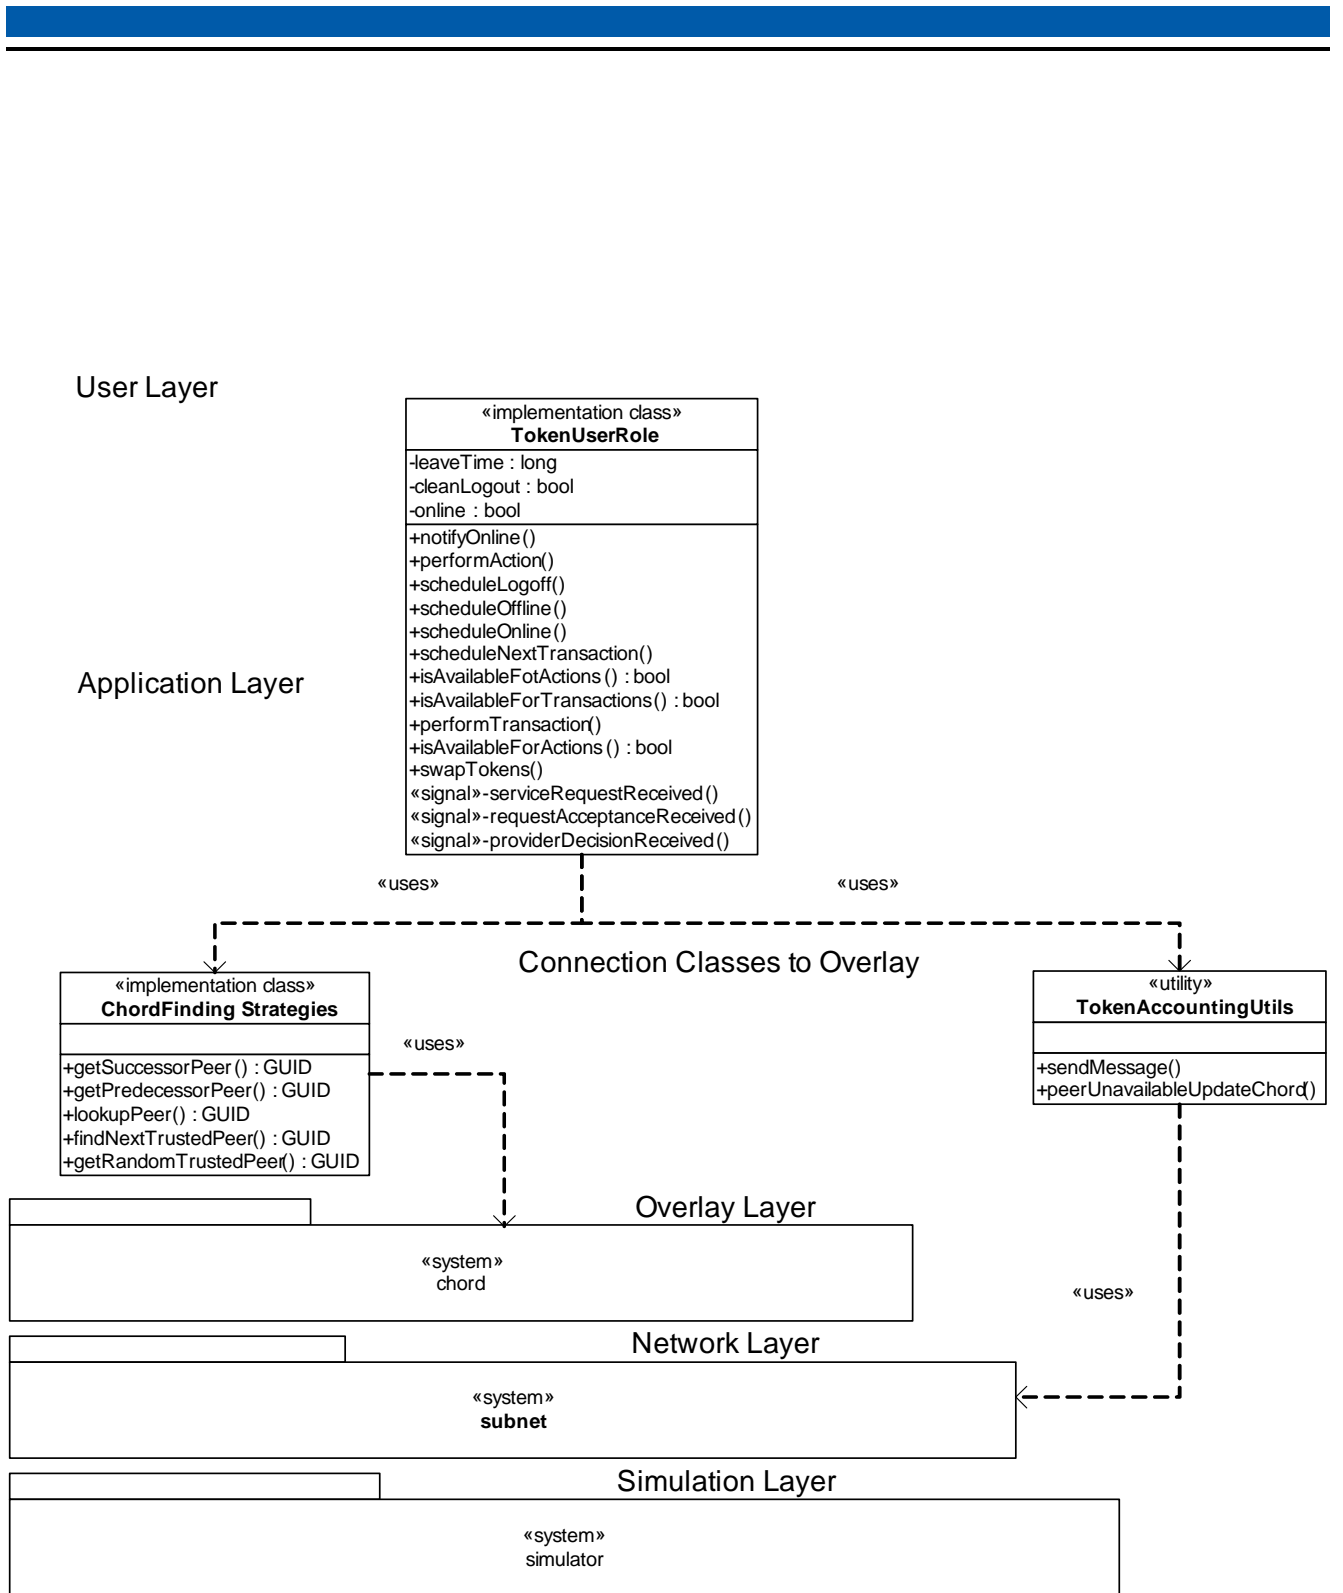 User Layer
«implementation class»
TokenUserRole
-leaveTime : long
-cleanLogout : bool
-online : bool
+notifyOnline()
+performAction()
+scheduleLogoff()
+scheduleOffline()
+scheduleOnline()
+scheduleNextTransaction()
+isAvailableFotActions() : bool
+isAvailableForTransactions() : bool
+performTransaction()
+isAvailableForActions() : bool
+swapTokens()
«signal»-serviceRequestReceived()
«signal»-requestAcceptanceReceived()
«signal»-providerDecisionReceived()
Application Layer
«uses»
«uses»
Connection Classes to Overlay
«implementation class»
ChordFinding Strategies
+getSuccessorPeer() : GUID
+getPredecessorPeer() : GUID
+lookupPeer() : GUID
+findNextTrustedPeer() : GUID
+getRandomTrustedPeer() : GUID
«uses»
«utility»
TokenAccountingUtils
+sendMessage()
+peerUnavailableUpdateChord()
Overlay Layer
«system»
chord
«uses»
Network Layer
«system»
subnet
Simulation Layer
«system»
simulator